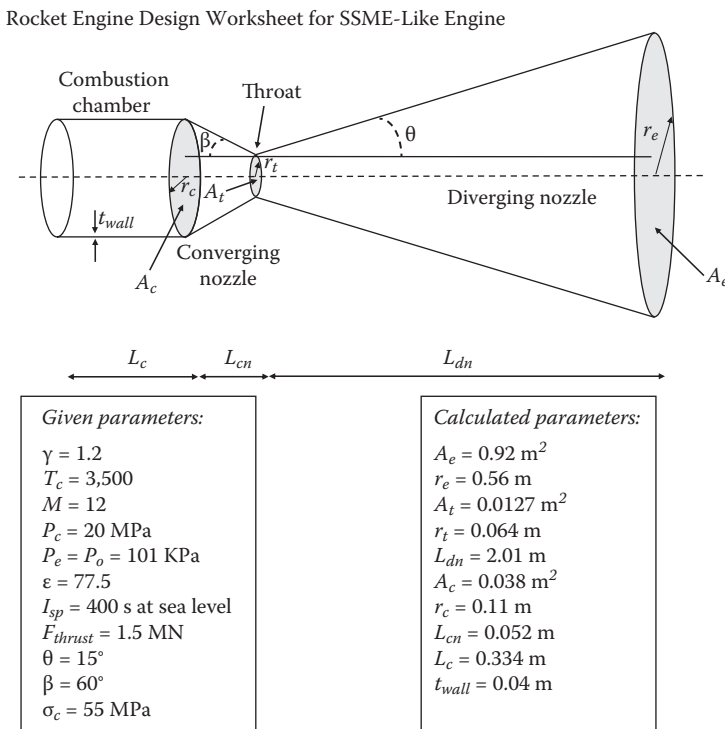 Rocket Engine Design Worksheet for SSME-Like Engine
Combustion
chamber
Throat
β
θ
r_e
r_t
r_c
A_t
t_wall
Diverging nozzle
Converging
nozzle
A_c
A_e
L_c
L_cn
L_dn
Given parameters:
γ = 1.2
T_c = 3,500
M = 12
P_c = 20 MPa
P_e = P_o = 101 KPa
ε = 77.5
I_sp = 400 s at sea level
F_thrust = 1.5 MN
θ = 15°
β = 60°
σ_c = 55 MPa
Calculated parameters:
A_e = 0.92 m²
r_e = 0.56 m
A_t = 0.0127 m²
r_t = 0.064 m
L_dn = 2.01 m
A_c = 0.038 m²
r_c = 0.11 m
L_cn = 0.052 m
L_c = 0.334 m
t_wall = 0.04 m